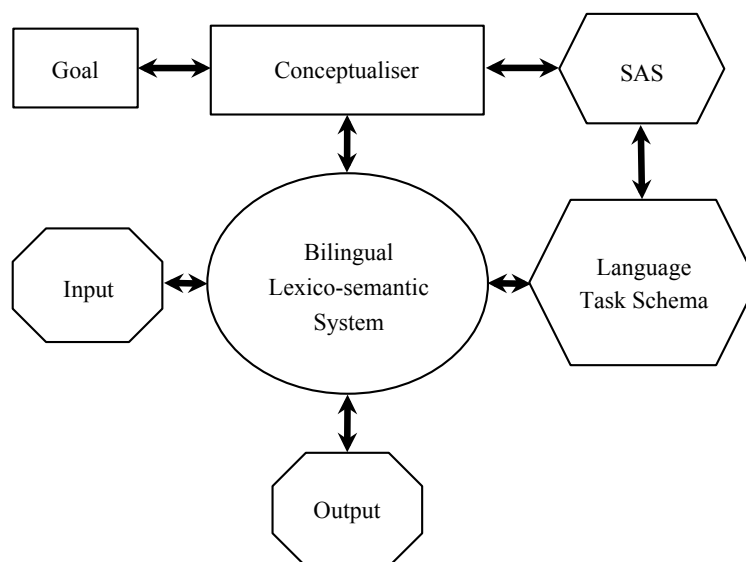 Goal
Conceptualiser
SAS
Input
Bilingual
Lexico-semantic
System
Language
Task Schema
Output